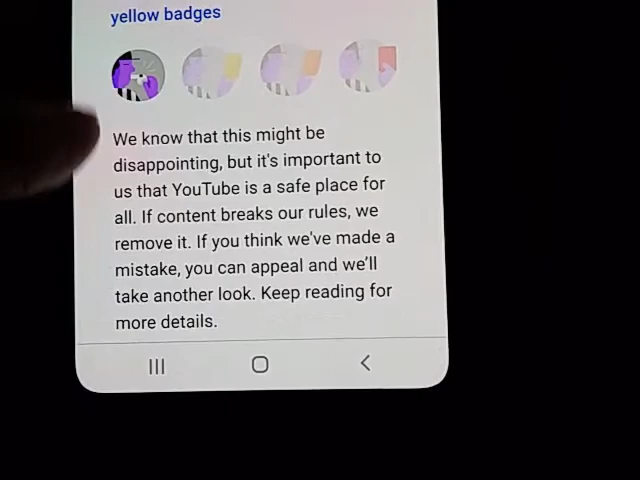 yellow badges
We know that this might be
disappointing, but it's important to
us that YouTube is a safe place for
all. If content breaks our rules, we
remove it. If you think we've made a
mistake, you can appeal and we'll
take another look. Keep reading for
more details.